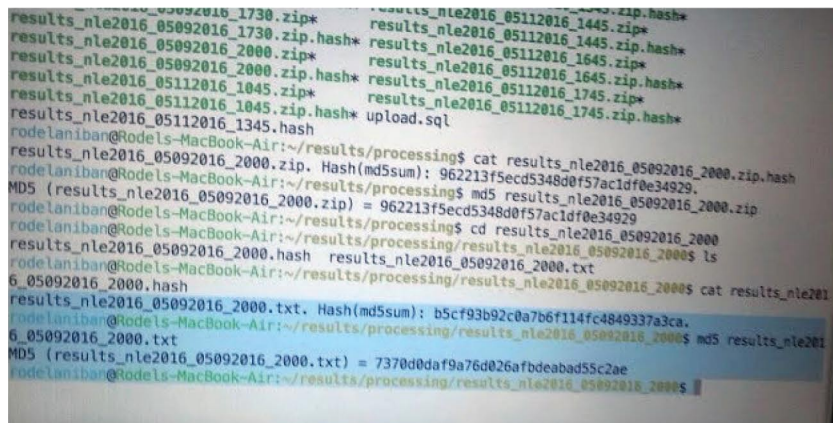 results_nle2016_05092016_1730.zip* results_nle2016_05112016_1445.zip*
results_nle2016_05092016_1730.zip.hash* results_nle2016_05112016_1445.zip.hash*
results_nle2016_05092016_2000.zip* results_nle2016_05112016_1645.zip*
results_nle2016_05092016_2000.zip.hash* results_nle2016_05112016_1645.zip.hash*
results_nle2016_05112016_1045.zip* results_nle2016_05112016_1745.zip*
results_nle2016_05112016_1045.zip.hash* results_nle2016_05112016_1745.zip.hash*
results_nle2016_05112016_1345.hash upload.sql
rodelaniban@Rodels-MacBook-Air:~/results/processing$ cat results_nle2016_05092016_2000.zip.hash
results_nle2016_05092016_2000.zip. Hash(md5sum): 962213f5ecd5348d0f57ac1df0e34929.
rodelaniban@Rodels-MacBook-Air:~/results/processing$ md5 results_nle2016_05092016_2000.zip
MD5 (results_nle2016_05092016_2000.zip) = 962213f5ecd5348d0f57ac1df0e34929
rodelaniban@Rodels-MacBook-Air:~/results/processing$ cd results_nle2016_05092016_2000
rodelaniban@Rodels-MacBook-Air:~/results/processing/results_nle2016_05092016_2000$ ls
results_nle2016_05092016_2000.hash results_nle2016_05092016_2000.txt
rodelaniban@Rodels-MacBook-Air:~/results/processing/results_nle2016_05092016_2000$ cat results_nle201
6_05092016_2000.hash
results_nle2016_05092016_2000.txt. Hash(md5sum): b5cf93b92c0a7b6f114fc4849337a3ca.
rodelaniban@Rodels-MacBook-Air:~/results/processing/results_nle2016_05092016_2000$ md5 results_nle201
6_05092016_2000.txt
MD5 (results_nle2016_05092016_2000.txt) = 7370d0daf9a76d026afbdeabad55c2ae
rodelaniban@Rodels-MacBook-Air:~/results/processing/results_nle2016_05092016_2000$